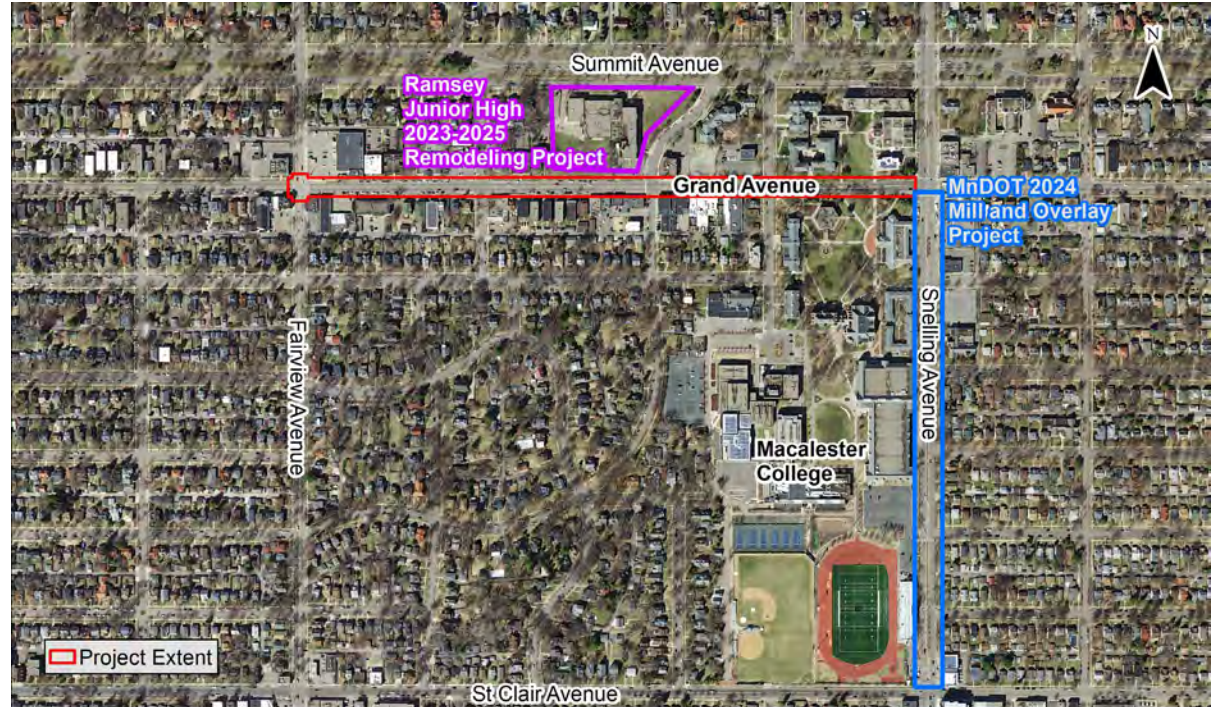 N
Summit Avenue
Ramsey
Junior High
2023-2025
Remodeling Project
Grand Avenue
MnDOT 2024
Mill and Overlay
Project
Fairview Avenue
Snelling Avenue
Macalester
College
Project Extent
St Clair Avenue